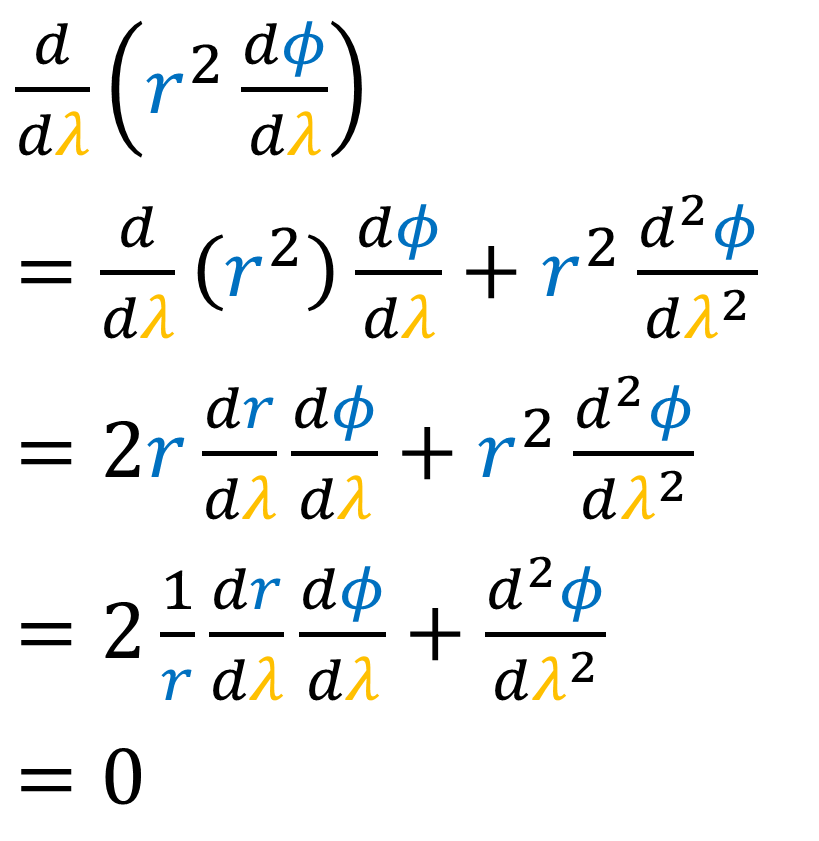 d/dλ (r² dϕ/dλ)
= d/dλ (r²) dϕ/dλ + r² d²ϕ/dλ²
= 2r dr/dλ dϕ/dλ + r² d²ϕ/dλ²
= 2 1/r dr/dλ dϕ/dλ + d²ϕ/dλ²
= 0